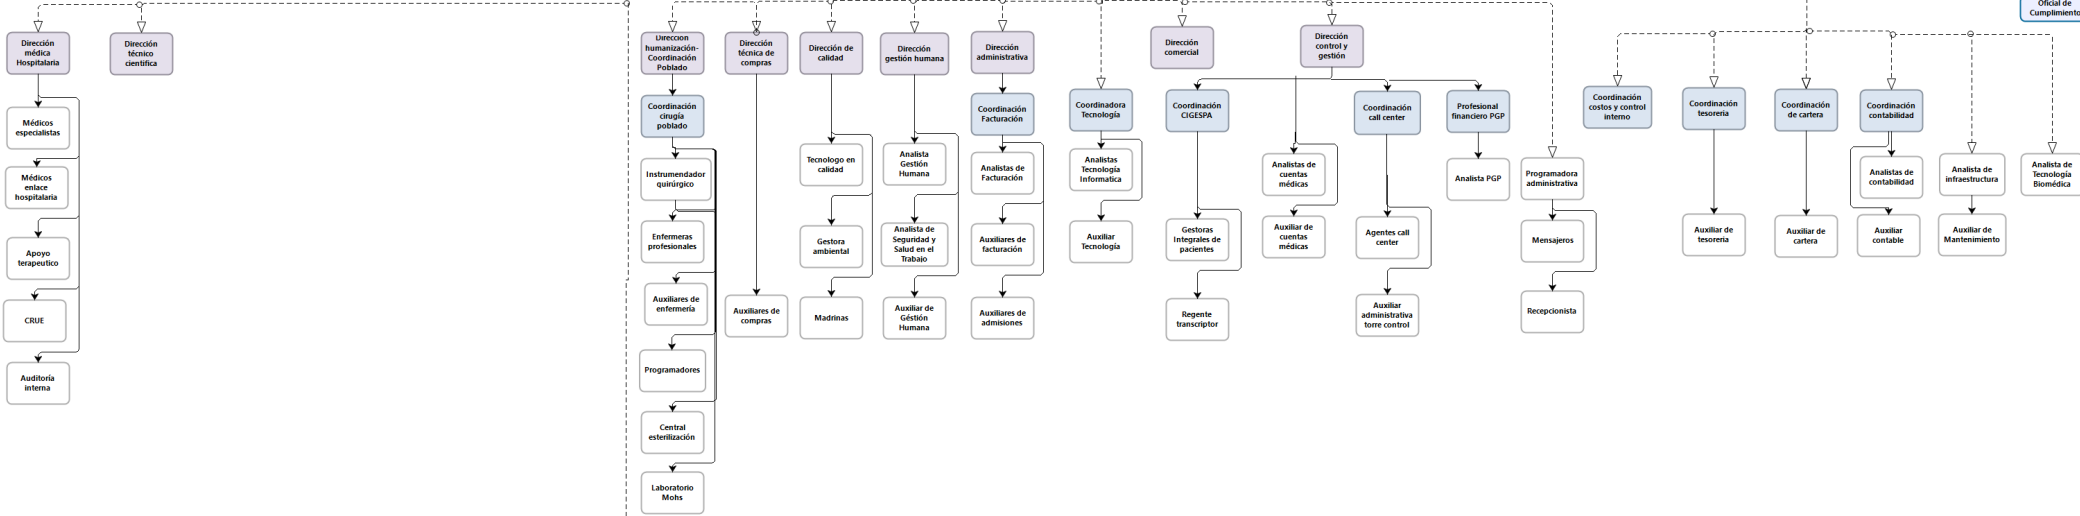 Oficial de
Cumplimiento
Dirección
médica
Hospitalaria
Dirección
técnico
cientifica
Dirección
humanización-
Coordinación
Poblado
Dirección
técnica de
compras
Dirección de
calidad
Dirección
gestión humana
Dirección
administrativa
Dirección
comercial
Dirección
control y
gestión
Coordinación
cirugía
poblado
Coordinación
Facturación
Coordinadora
Tecnología
Coordinación
CIGESPA
Coordinación
call center
Profesional
financiero PGP
Coordinación
costos y control
interno
Coordinación
tesoreria
Coordinación
de cartera
Coordinación
contabilidad
Médicos
especialistas
Médicos
enlace
hospitalaria
Apoyo
terapeutico
CRUE
Auditoría
interna
Instrumendador
quirúrgico
Enfermeras
profesionales
Auxiliares de
enfermería
Programadores
Central
esterilización
Laboratorio
Mohs
Auxiliares de
compras
Tecnologo en
calidad
Gestora
ambiental
Madrinas
Analista
Gestión
Humana
Analista de
Seguridad y
Salud en el
Trabajo
Auxiliar de
Géstión
Humana
Analistas de
Facturación
Auxiliares de
facturación
Auxiliares de
admisiones
Analistas
Tecnología
Informatica
Auxiliar
Tecnología
Gestoras
Integrales de
pacientes
Regente
transcriptor
Analistas de
cuentas
médicas
Auxiliar de
cuentas
médicas
Agentes call
center
Auxiliar
administrativa
torre control
Analista PGP
Programadora
administrativa
Mensajeros
Recepcionista
Auxiliar de
tesoreria
Auxiliar de
cartera
Analistas de
contabilidad
Auxiliar
contable
Analista de
infraestructura
Auxiliar de
Mantenimiento
Analista de
Tecnología
Biomédica